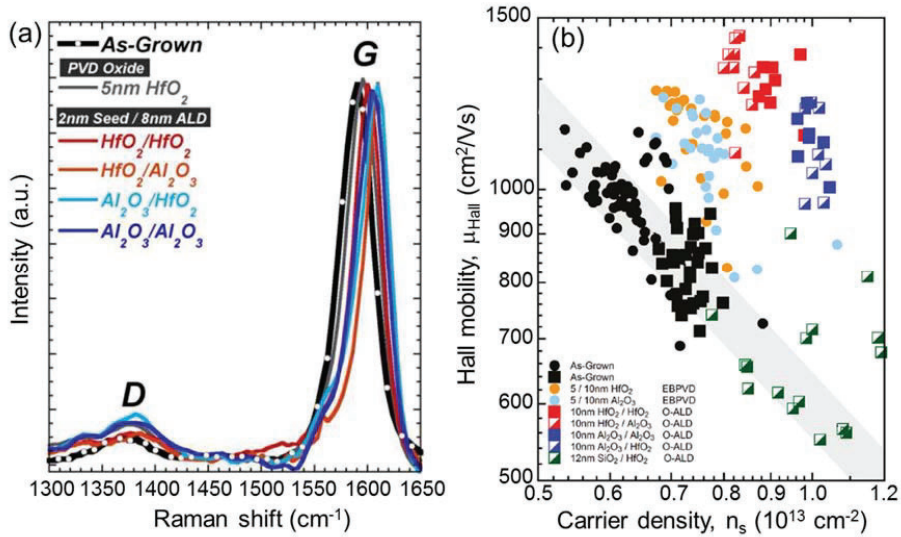 (a)
G
As-Grown
PVD Oxide
5nm HfO₂
2nm Seed / 8nm ALD
HfO₂/HfO₂
HfO₂/Al₂O₃
Al₂O₃/HfO₂
Al₂O₃/Al₂O₃
D
Intensity (a.u.)
1300 1350 1400 1450 1500 1550 1600 1650
Raman shift (cm⁻¹)
(b)
1500
1000
900
800
700
600
500
Hall mobility, μHall (cm²/Vs)
As-Grown
As-Grown
5 / 10nm HfO₂ EBPVD
5 / 10nm Al₂O₃ EBPVD
10nm HfO₂ / HfO₂ O-ALD
10nm HfO₂ / Al₂O₃ O-ALD
10nm Al₂O₃ / Al₂O₃ O-ALD
10nm Al₂O₃ / HfO₂ O-ALD
12nm SiO₂ / HfO₂ O-ALD
0.5 0.6 0.7 0.8 0.9 1.0 1.2
Carrier density, nₛ (10¹³ cm⁻²)